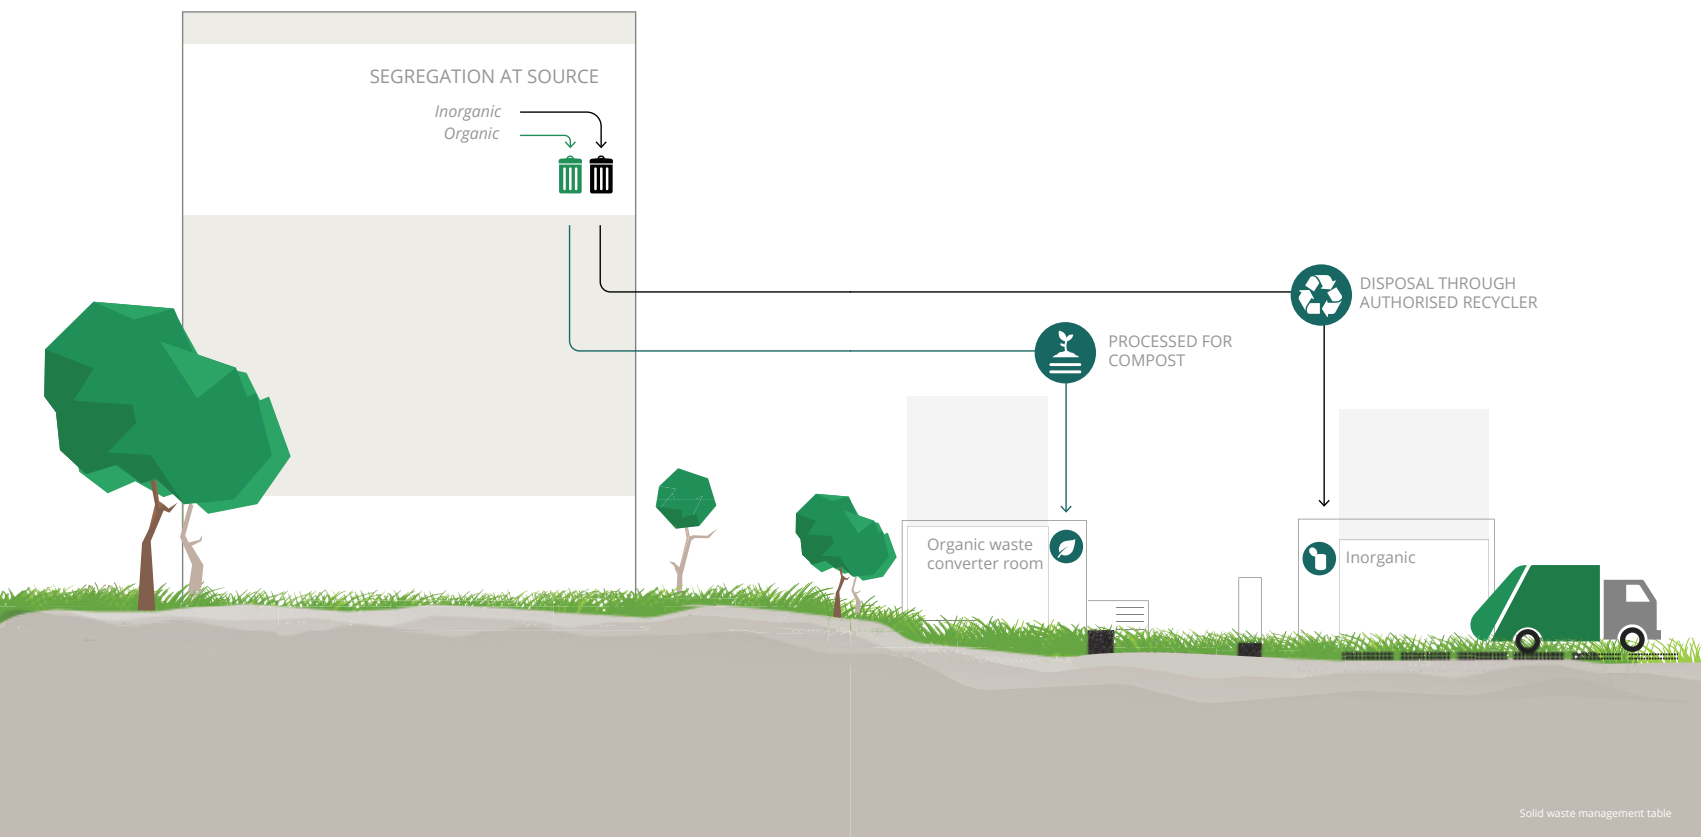 SEGREGATION AT SOURCE
Inorganic
Organic
DISPOSAL THROUGH
AUTHORISED RECYCLER
PROCESSED FOR
COMPOST
Organic waste
converter room
Inorganic
Solid waste management table